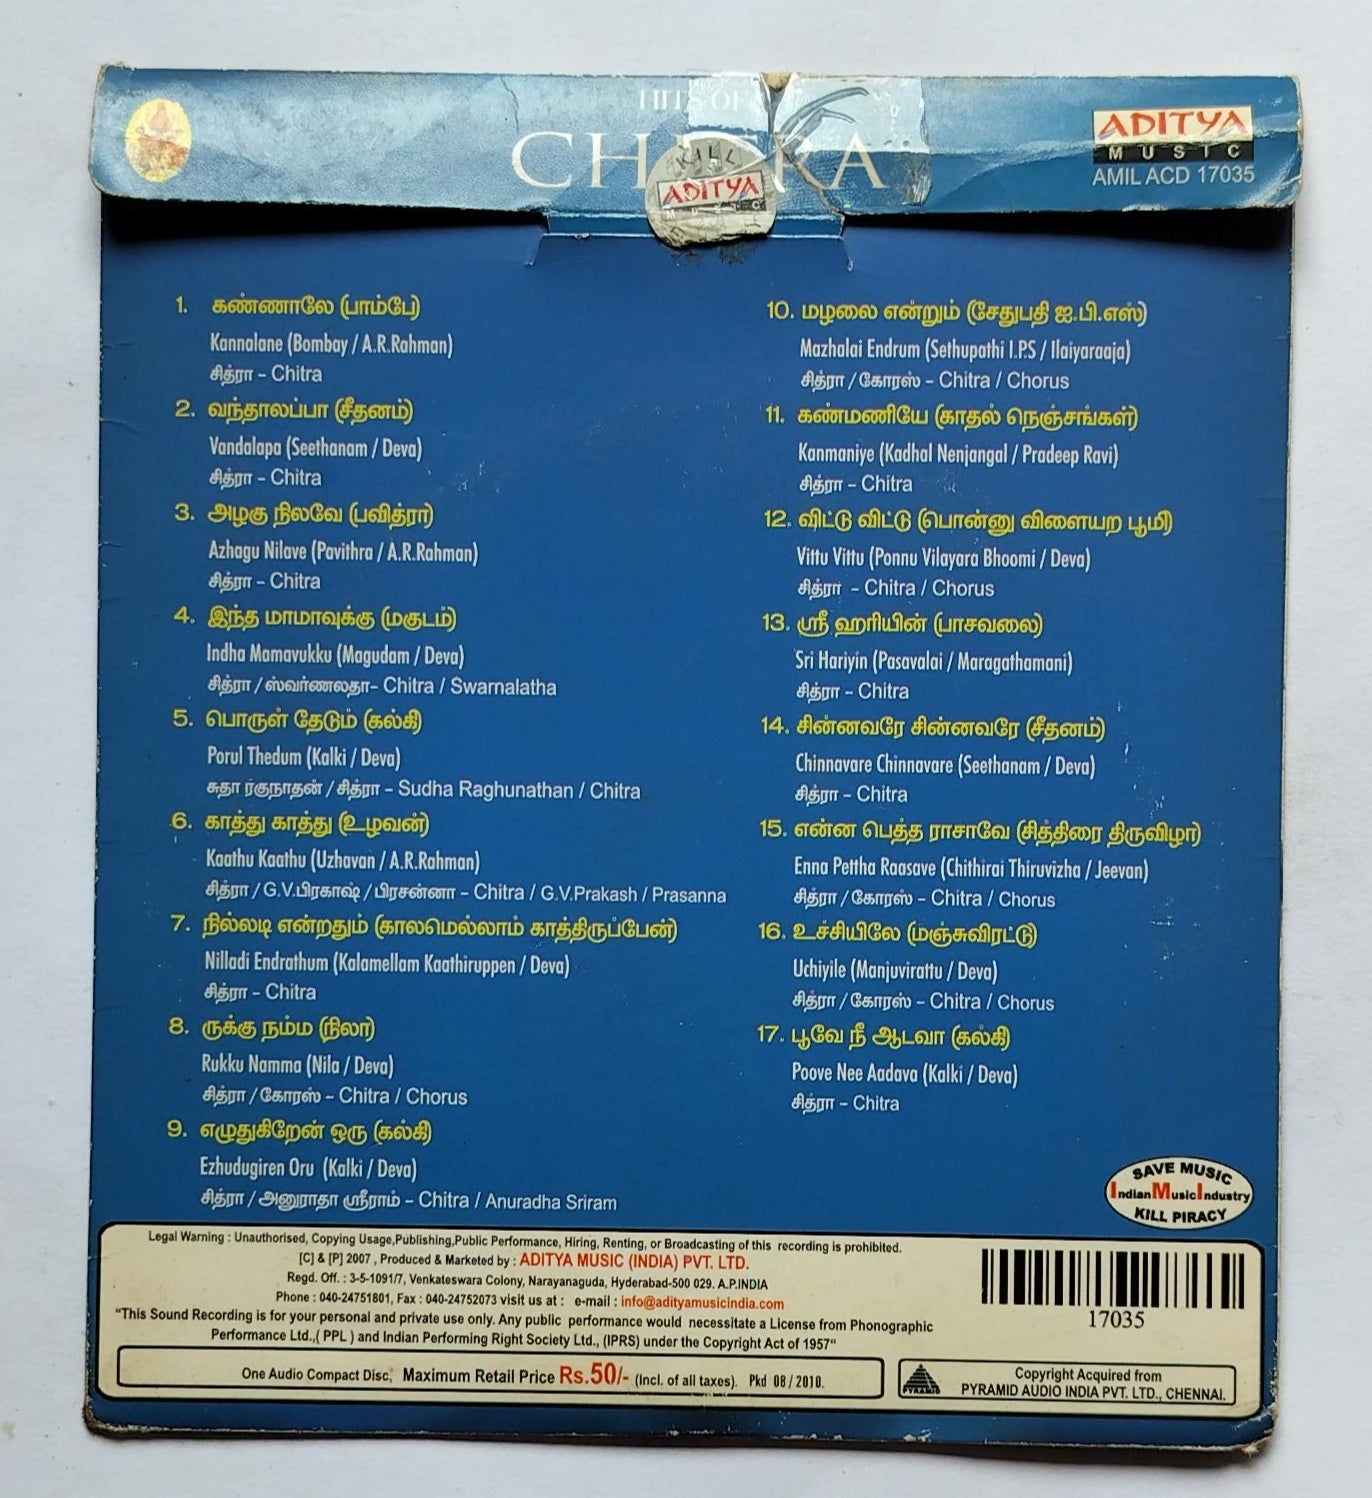 HITS OF
CHITRA
ADITYA
MUSIC
AMIL ACD 17035
KILL
ADITYA
MUSIC
1. கண்ணாலே (பாம்பே)
Kannalane (Bombay / A.R.Rahman)
சித்ரா – Chitra
2. வந்தாலப்பா (சீதனம்)
Vandalapa (Seethanam / Deva)
சித்ரா – Chitra
3. அழகு நிலவே (பவித்ரா)
Azhagu Nilave (Pavithra / A.R.Rahman)
சித்ரா – Chitra
4. இந்த மாமாவுக்கு (மகுடம்)
Indha Mamavukku (Magudam / Deva)
சித்ரா / ஸ்வர்ணலதா– Chitra / Swarnalatha
5. பொருள் தேடும் (கல்கி)
Porul Thedum (Kalki / Deva)
சுதா ரகுநாதன் / சித்ரா – Sudha Raghunathan / Chitra
6. காத்து காத்து (உழவன்)
Kaathu Kaathu (Uzhavan / A.R.Rahman)
சித்ரா / G.V.பிரகாஷ் / பிரசன்னா – Chitra / G.V.Prakash / Prasanna
7. நில்லடி என்றதும் (காலமெல்லாம் காத்திருப்பேன்)
Nilladi Endrathum (Kalamellam Kaathiruppen / Deva)
சித்ரா – Chitra
8. ருக்கு நம்ம (நிலா)
Rukku Namma (Nila / Deva)
சித்ரா / கோரஸ் – Chitra / Chorus
9. எழுதுகிறேன் ஒரு (கல்கி)
Ezhudugiren Oru (Kalki / Deva)
சித்ரா / அனுராதா ஸ்ரீராம் – Chitra / Anuradha Sriram
10. மழலை என்றும் (சேதுபதி ஐ.பி.எஸ்)
Mazhalai Endrum (Sethupathi I.P.S / Ilaiyaraaja)
சித்ரா / கோரஸ் – Chitra / Chorus
11. கண்மணியே (காதல் நெஞ்சங்கள்)
Kanmaniye (Kadhal Nenjangal / Pradeep Ravi)
சித்ரா – Chitra
12. விட்டு விட்டு (பொன்னு விளையற பூமி)
Vittu Vittu (Ponnu Vilayara Bhoomi / Deva)
சித்ரா – Chitra / Chorus
13. ஸ்ரீ ஹரியின் (பாசவலை)
Sri Hariyin (Pasavalai / Maragathamani)
சித்ரா – Chitra
14. சின்னவரே சின்னவரே (சீதனம்)
Chinnavare Chinnavare (Seethanam / Deva)
சித்ரா – Chitra
15. என்ன பெத்த ராசாவே (சித்திரை திருவிழா)
Enna Pettha Raasave (Chithirai Thiruvizha / Jeevan)
சித்ரா / கோரஸ் – Chitra / Chorus
16. உச்சியிலே (மஞ்சுவிரட்டு)
Uchiyile (Manjuvirattu / Deva)
சித்ரா / கோரஸ் – Chitra / Chorus
17. பூவே நீ ஆடவா (கல்கி)
Poove Nee Aadava (Kalki / Deva)
சித்ரா – Chitra
SAVE MUSIC
Indian Music Industry
KILL PIRACY
Legal Warning : Unauthorised, Copying Usage,Publishing,Public Performance, Hiring, Renting, or Broadcasting of this recording is prohibited.
[C] & [P] 2007 , Produced & Marketed by : ADITYA MUSIC (INDIA) PVT. LTD.
Regd. Off. : 3-5-1091/7, Venkateswara Colony, Narayanaguda, Hyderabad-500 029. A.P.INDIA
Phone : 040-24751801, Fax : 040-24752073 visit us at : e-mail : info@adityamusicindia.com
"This Sound Recording is for your personal and private use only. Any public performance would necessitate a License from Phonographic
Performance Ltd.,( PPL ) and Indian Performing Right Society Ltd., (IPRS) under the Copyright Act of 1957"
17035
One Audio Compact Disc, Maximum Retail Price Rs.50/- (Incl. of all taxes). Pkd 08 / 2010.
PYRAMID
Copyright Acquired from
PYRAMID AUDIO INDIA PVT. LTD., CHENNAI.